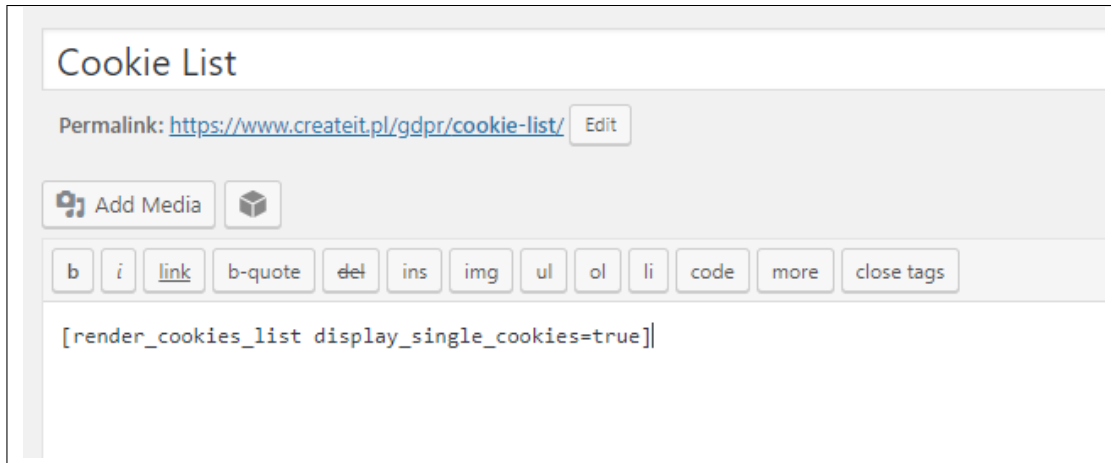 Cookie List
Permalink: https://www.createit.pl/gdpr/cookie-list/ Edit
Add Media
b i link b-quote del ins img ul ol li code more close tags
[render_cookies_list display_single_cookies=true]